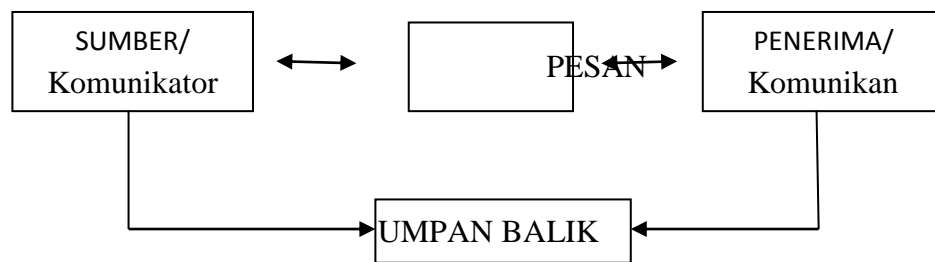 SUMBER/
Komunikator
PESAN
PENERIMA/
Komunikan
UMPAN BALIK